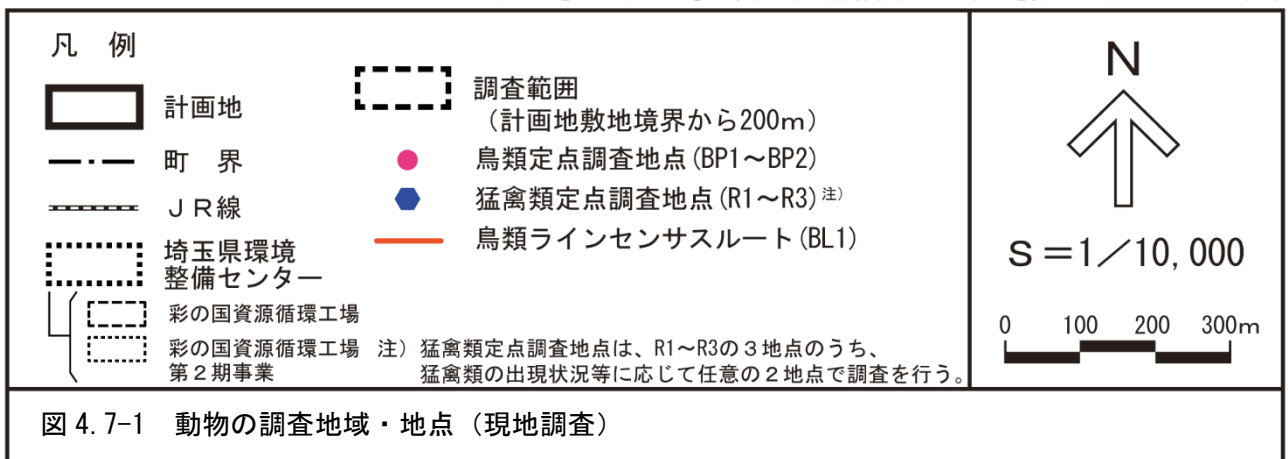 凡 例
計画地
町 界
ＪＲ線
埼玉県環境
整備センター
彩の国資源循環工場
彩の国資源循環工場
第２期事業
調査範囲
（計画地敷地境界から200ｍ）
鳥類定点調査地点(BP1～BP2)
猛禽類定点調査地点(R1～R3)注）
鳥類ラインセンサスルート(BL1)
注）猛禽類定点調査地点は、R1～R3の３地点のうち、
猛禽類の出現状況等に応じて任意の２地点で調査を行う。
N
Ｓ＝1／10,000
0 100 200 300m
図 4.7-1 動物の調査地域・地点（現地調査）